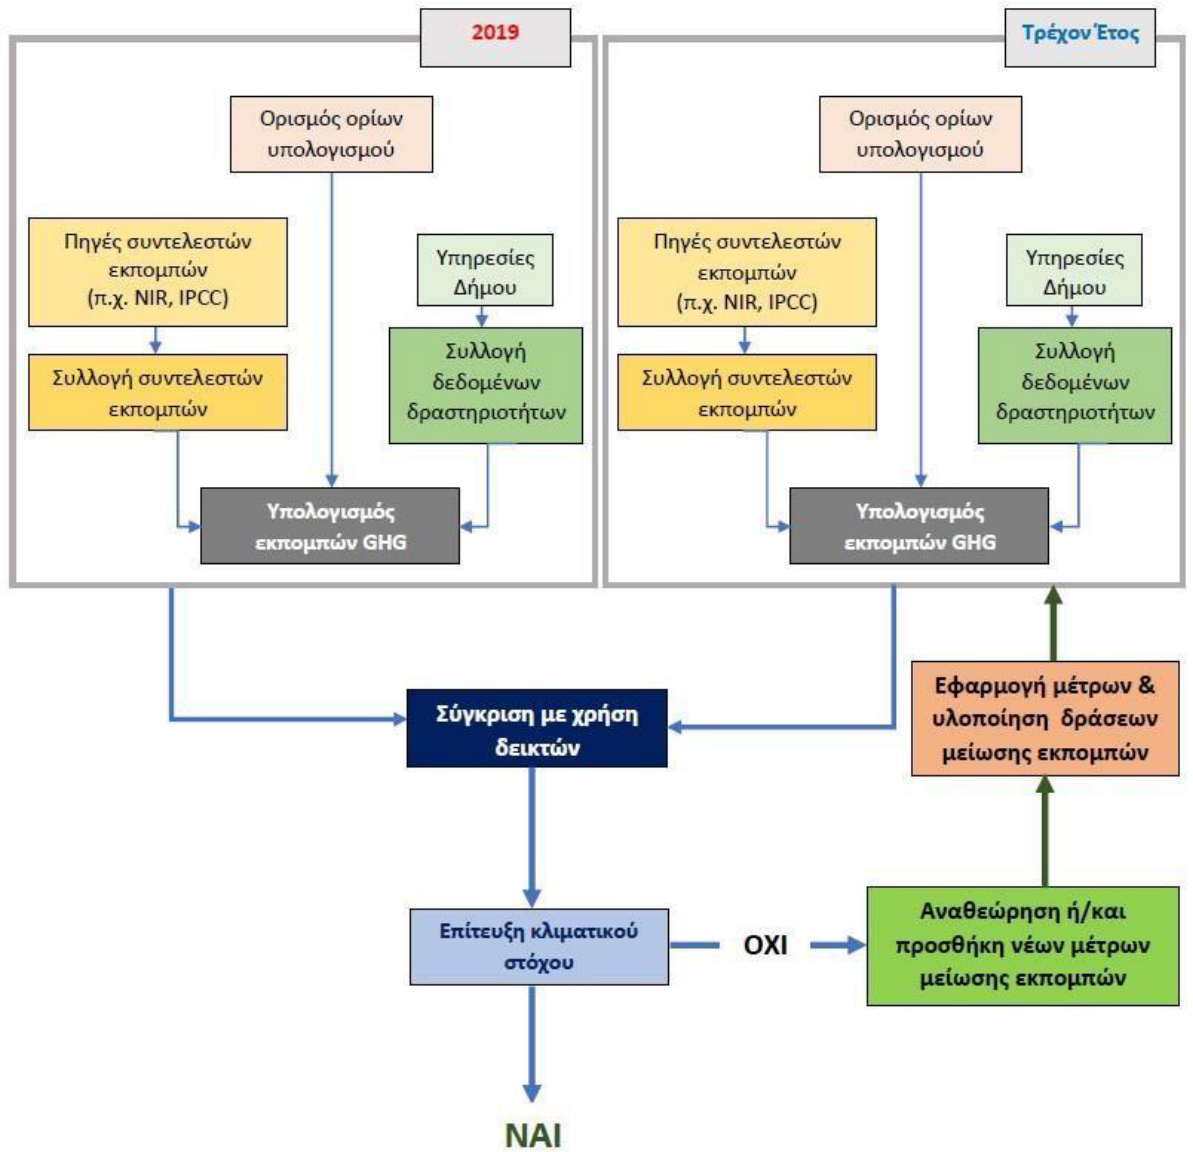 2019
Ορισμός ορίων
υπολογισμού
Πηγές συντελεστών
εκπομπών
(π.χ. NIR, IPCC)
Υπηρεσίες
Δήμου
Συλλογή συντελεστών
εκπομπών
Συλλογή
δεδομένων
δραστηριοτήτων
Υπολογισμός
εκπομπών GHG
Τρέχον Έτος
Ορισμός ορίων
υπολογισμού
Πηγές συντελεστών
εκπομπών
(π.χ. NIR, IPCC)
Υπηρεσίες
Δήμου
Συλλογή συντελεστών
εκπομπών
Συλλογή
δεδομένων
δραστηριοτήτων
Υπολογισμός
εκπομπών GHG
Σύγκριση με χρήση
δεικτών
Εφαρμογή μέτρων &
υλοποίηση δράσεων
μείωσης εκπομπών
Επίτευξη κλιματικού
στόχου
ΟΧΙ
Αναθεώρηση ή/και
προσθήκη νέων μέτρων
μείωσης εκπομπών
ΝΑΙ